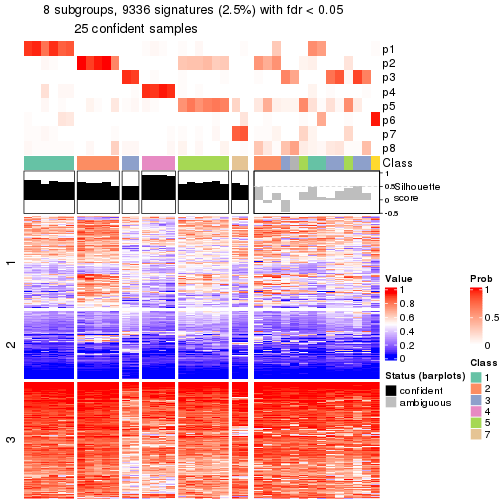 8 subgroups, 9336 signatures (2.5%) with fdr < 0.05
25 confident samples
p1
p2
p3
p4
p5
p6
p7
p8
Class
1
0.5
0
-0.5
Silhouette
score
1
2
3
Value
1
0.8
0.6
0.4
0.2
0
Prob
1
0.5
0
Status (barplots)
confident
ambiguous
Class
1
2
3
4
5
7